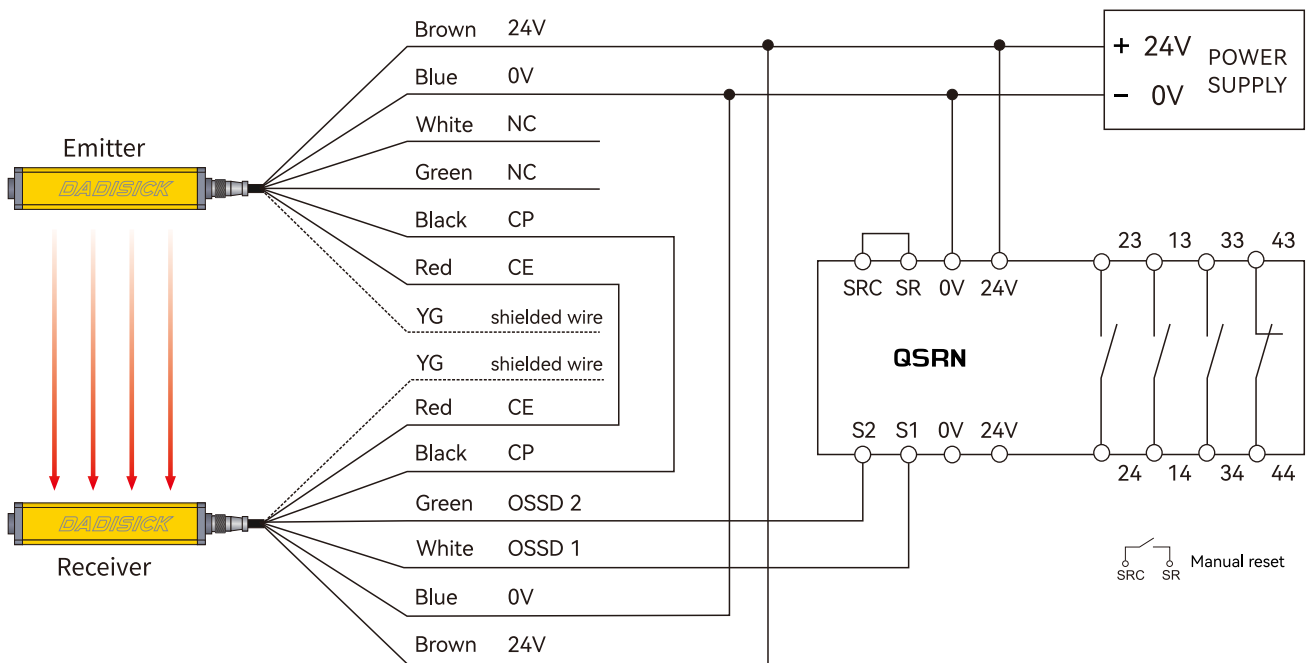 Brown 24V
+ 24V
POWER
SUPPLY
Blue 0V
- 0V
White NC
Emitter
DADISICK
Green NC
Black CP
23 13 33 43
Red CE
SRC SR 0V 24V
YG shielded wire
QSRN
YG shielded wire
Red CE
S2 S1 0V 24V
Black CP
24 14 34 44
Green OSSD 2
DADISICK
White OSSD 1
Receiver
Manual reset
SRC SR
Blue 0V
Brown 24V